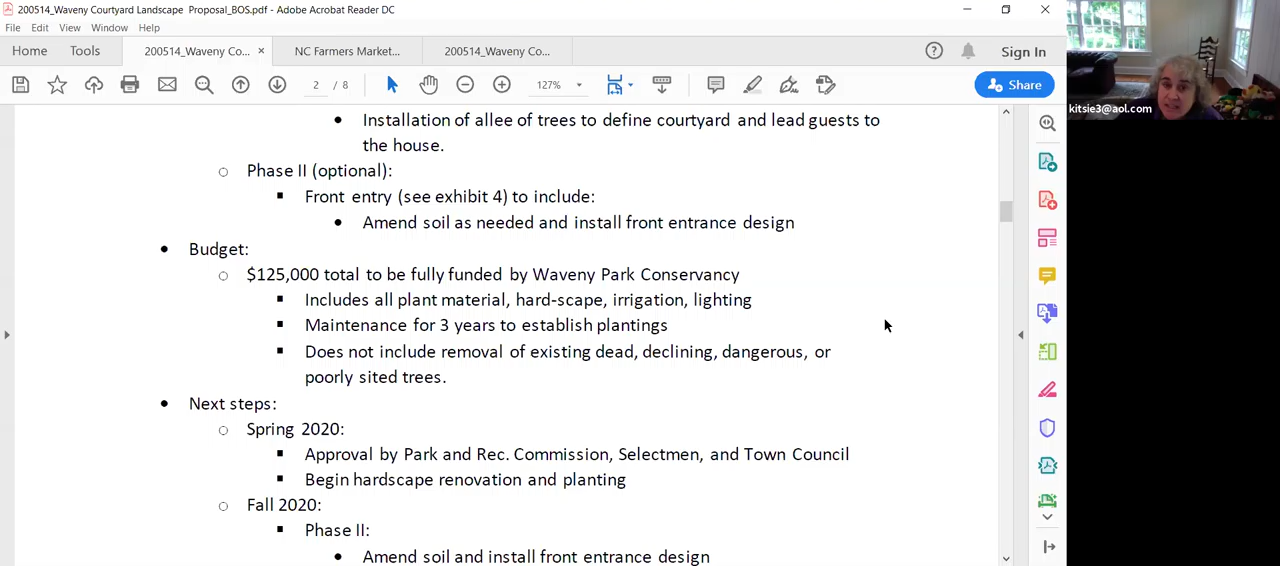 200514_Waveny Courtyard Landscape Proposal_BOS.pdf - Adobe Acrobat Reader DC
File Edit View Window Help
Home Tools 200514_Waveny Co... × NC Farmers Market... 200514_Waveny Co... Sign In
2 / 8 127% Share
kitsie3@aol.com
• Installation of allee of trees to define courtyard and lead guests to
the house.
○ Phase II (optional):
▪ Front entry (see exhibit 4) to include:
• Amend soil as needed and install front entrance design
• Budget:
○ $125,000 total to be fully funded by Waveny Park Conservancy
▪ Includes all plant material, hard-scape, irrigation, lighting
▪ Maintenance for 3 years to establish plantings
▪ Does not include removal of existing dead, declining, dangerous, or
poorly sited trees.
• Next steps:
○ Spring 2020:
▪ Approval by Park and Rec. Commission, Selectmen, and Town Council
▪ Begin hardscape renovation and planting
○ Fall 2020:
▪ Phase II:
• Amend soil and install front entrance design